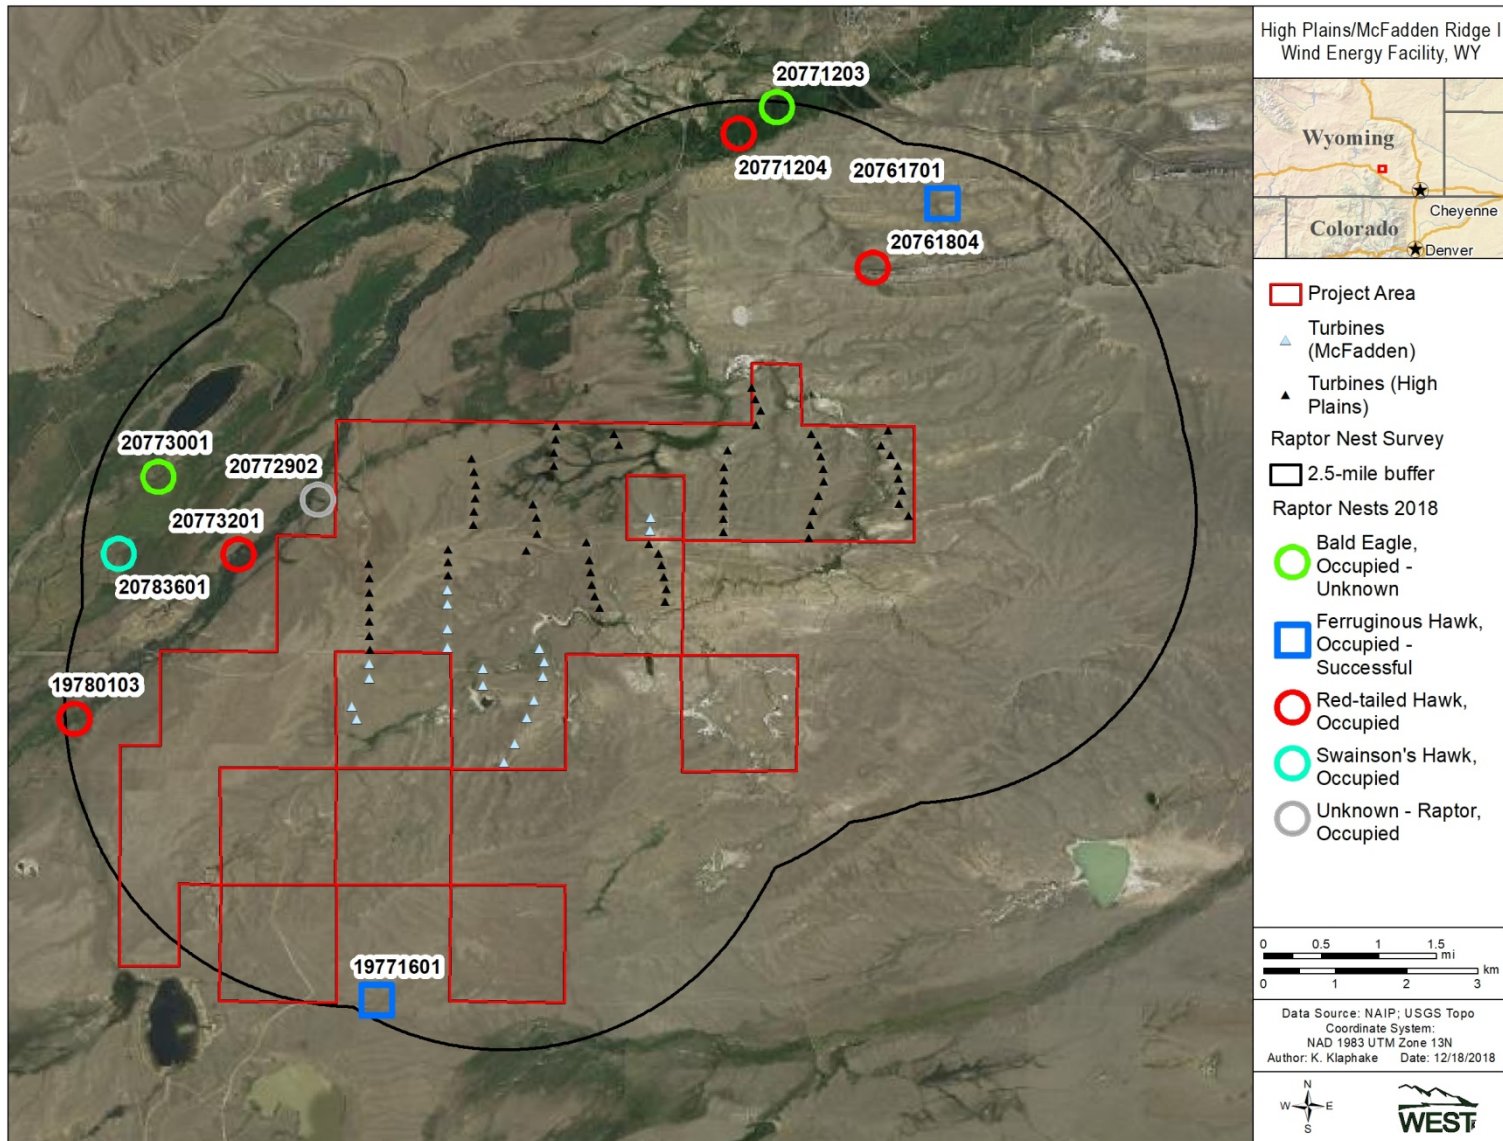 20771203
20771204
20761701
20761804
20773001
20772902
20773201
20783601
19780103
19771601
High Plains/McFadden Ridge I
Wind Energy Facility, WY
Wyoming
Cheyenne
Colorado
Denver
Project Area
Turbines
(McFadden)
Turbines (High
Plains)
Raptor Nest Survey
2.5-mile buffer
Raptor Nests 2018
Bald Eagle,
Occupied -
Unknown
Ferruginous Hawk,
Occupied -
Successful
Red-tailed Hawk,
Occupied
Swainson's Hawk,
Occupied
Unknown - Raptor,
Occupied
0 0.5 1 1.5
mi
km
0 1 2 3
Data Source: NAIP; USGS Topo
Coordinate System:
NAD 1983 UTM Zone 13N
Author: K. Klaphake Date: 12/18/2018
N
W E
S
WEST